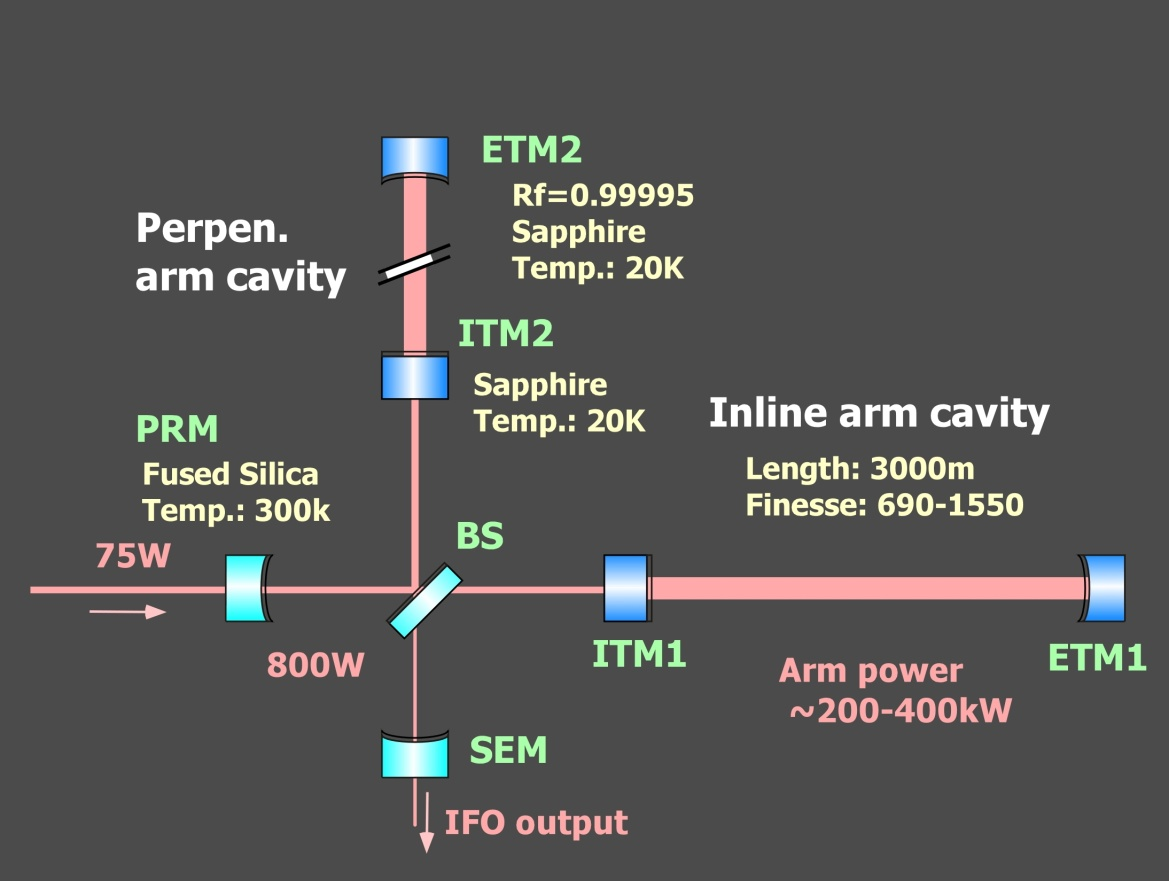 ETM2
Rf=0.99995
Sapphire
Temp.: 20K
Perpen.
arm cavity
ITM2
Sapphire
Temp.: 20K
PRM
Fused Silica
Temp.: 300k
Inline arm cavity
Length: 3000m
Finesse: 690-1550
75W
BS
800W
ITM1
ETM1
Arm power
~200-400kW
SEM
IFO output